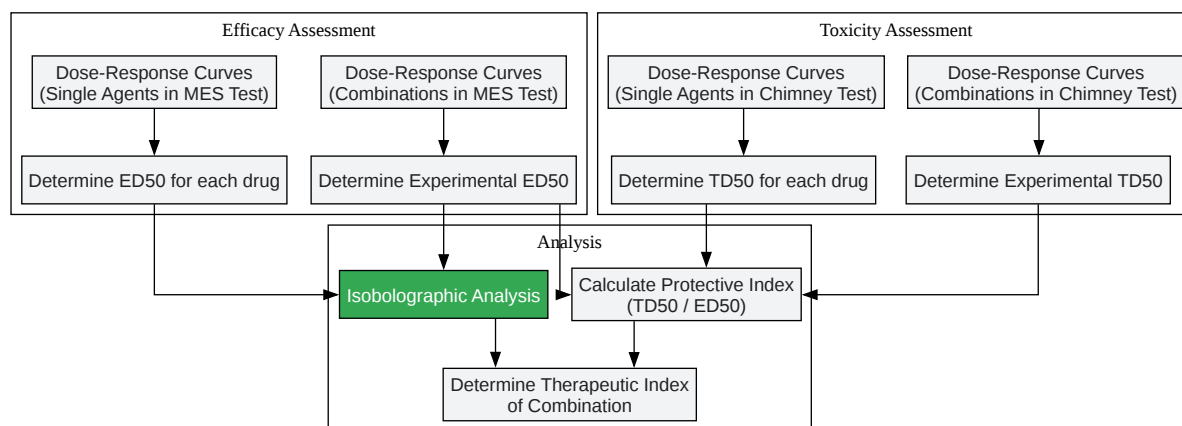 Efficacy Assessment
Dose-Response Curves
(Single Agents in MES Test)
Dose-Response Curves
(Combinations in MES Test)
Determine ED50 for each drug
Determine Experimental ED50
Toxicity Assessment
Dose-Response Curves
(Single Agents in Chimney Test)
Dose-Response Curves
(Combinations in Chimney Test)
Determine TD50 for each drug
Determine Experimental TD50
Analysis
Isobolographic Analysis
Calculate Protective Index
(TD50 / ED50)
Determine Therapeutic Index
of Combination